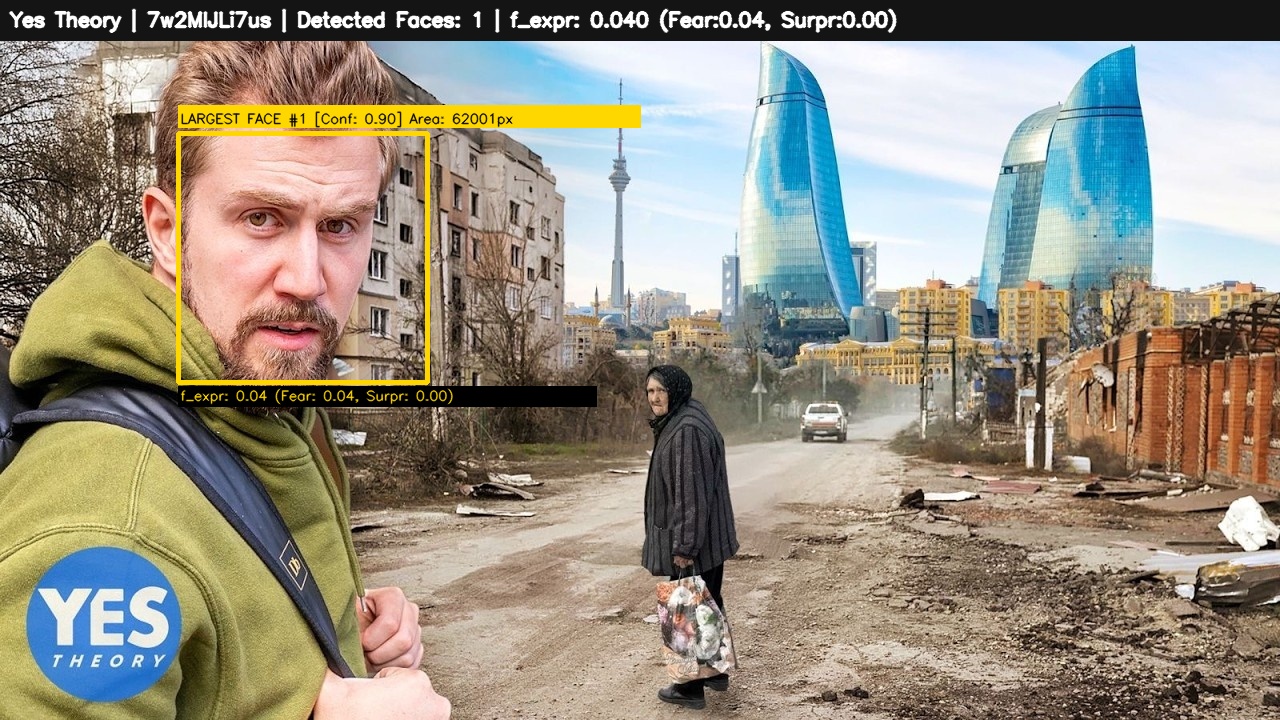 Yes Theory | 7w2MIJLi7us | Detected Faces: 1 | f_expr: 0.040 (Fear:0.04, Surpr:0.00)
LARGEST FACE #1 [Conf: 0.90] Area: 62001px
f_expr: 0.04 (Fear: 0.04, Surpr: 0.00)
YES
THEORY